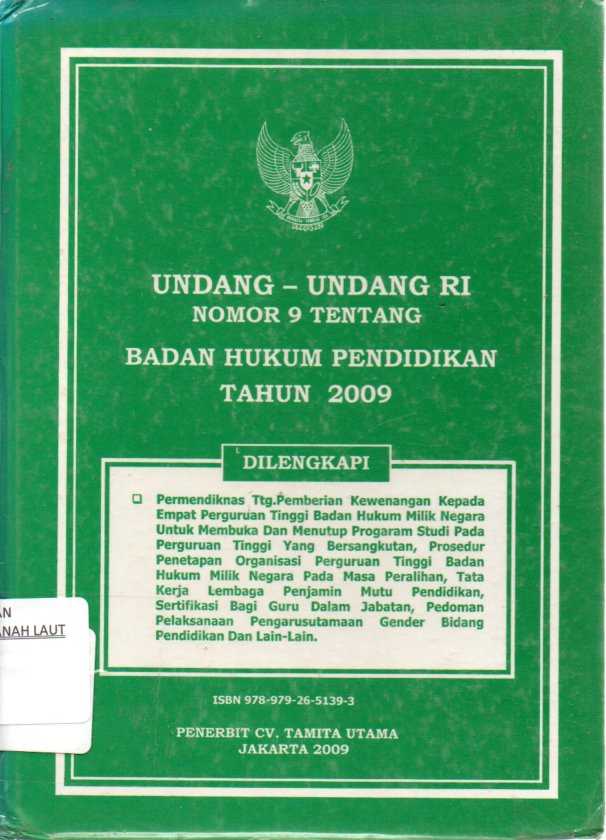 UNDANG – UNDANG RI
NOMOR 9 TENTANG
BADAN HUKUM PENDIDIKAN
TAHUN 2009
DILENGKAPI
Permendiknas Ttg.Pemberian Kewenangan Kepada
Empat Perguruan Tinggi Badan Hukum Milik Negara
Untuk Membuka Dan Menutup Progaram Studi Pada
Perguruan Tinggi Yang Bersangkutan, Prosedur
Penetapan Organisasi Perguruan Tinggi Badan
Hukum Milik Negara Pada Masa Peralihan, Tata
Kerja Lembaga Penjamin Mutu Pendidikan,
Sertifikasi Bagi Guru Dalam Jabatan, Pedoman
Pelaksanaan Pengarusutamaan Gender Bidang
Pendidikan Dan Lain-Lain.
AN
ANAH LAUT
ISBN 978-979-26-5139-3
PENERBIT CV. TAMITA UTAMA
JAKARTA 2009